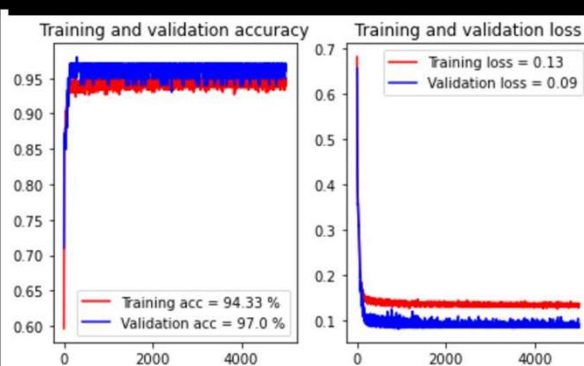 Training and validation accuracy
0.95
0.90
0.85
0.80
0.75
0.70
0.65
0.60
Training acc = 94.33 %
Validation acc = 97.0 %
0 2000 4000
Training and validation loss
0.7
0.6
0.5
0.4
0.3
0.2
0.1
Training loss = 0.13
Validation loss = 0.09
0 2000 4000